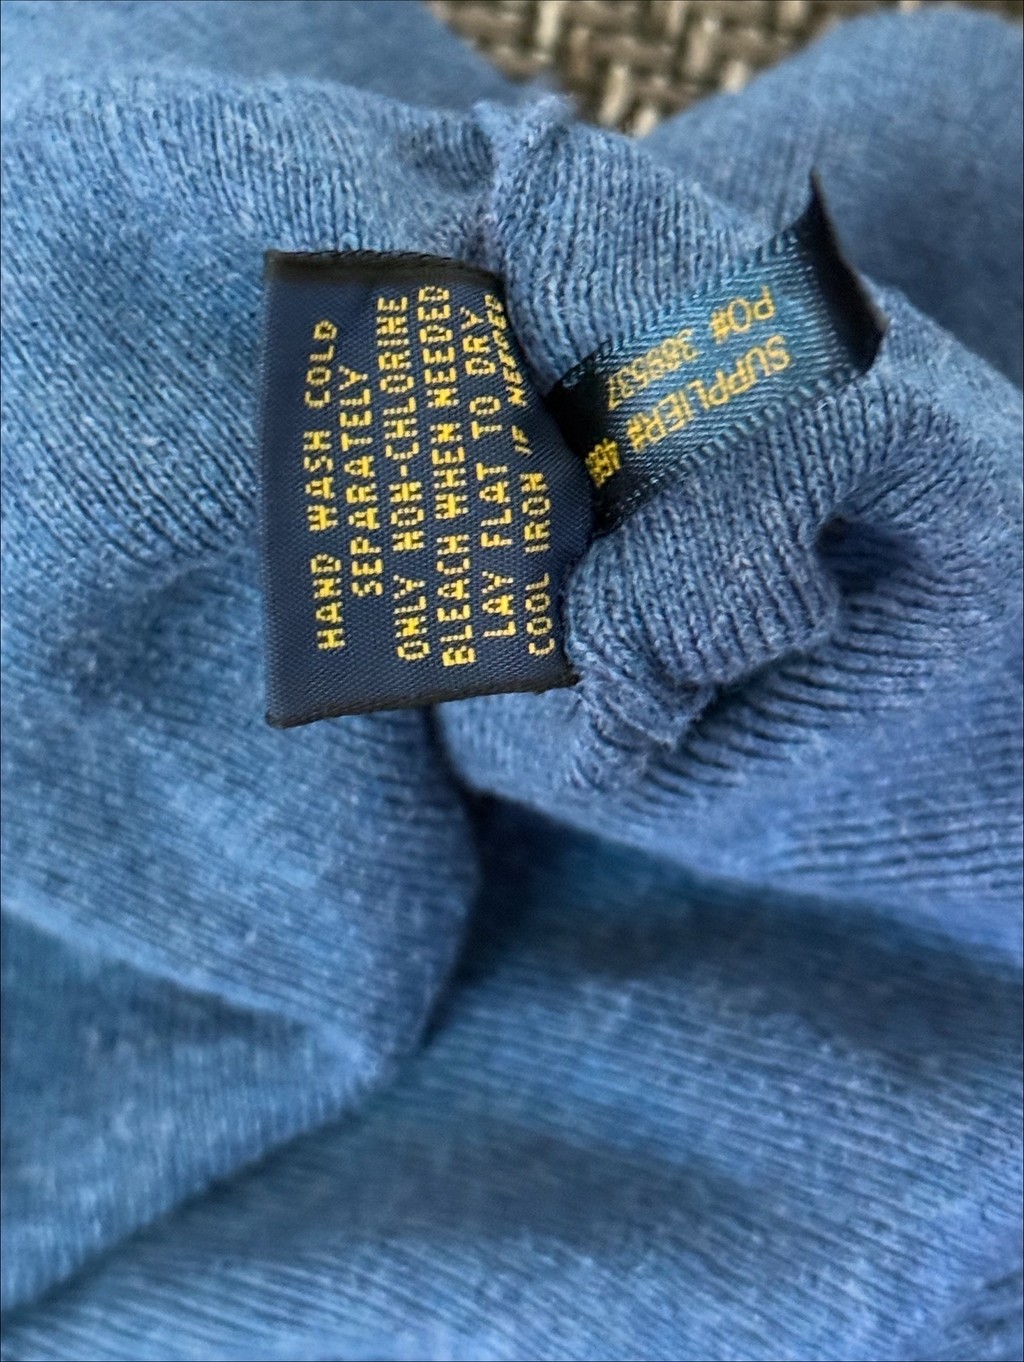 HAND WASH COLD
SEPARATELY
ONLY NON-CHLORINE
BLEACH WHEN NEEDED
LAY FLAT TO DRY
COOL IRON IF NEEDED
SUPPLIER#
PO#